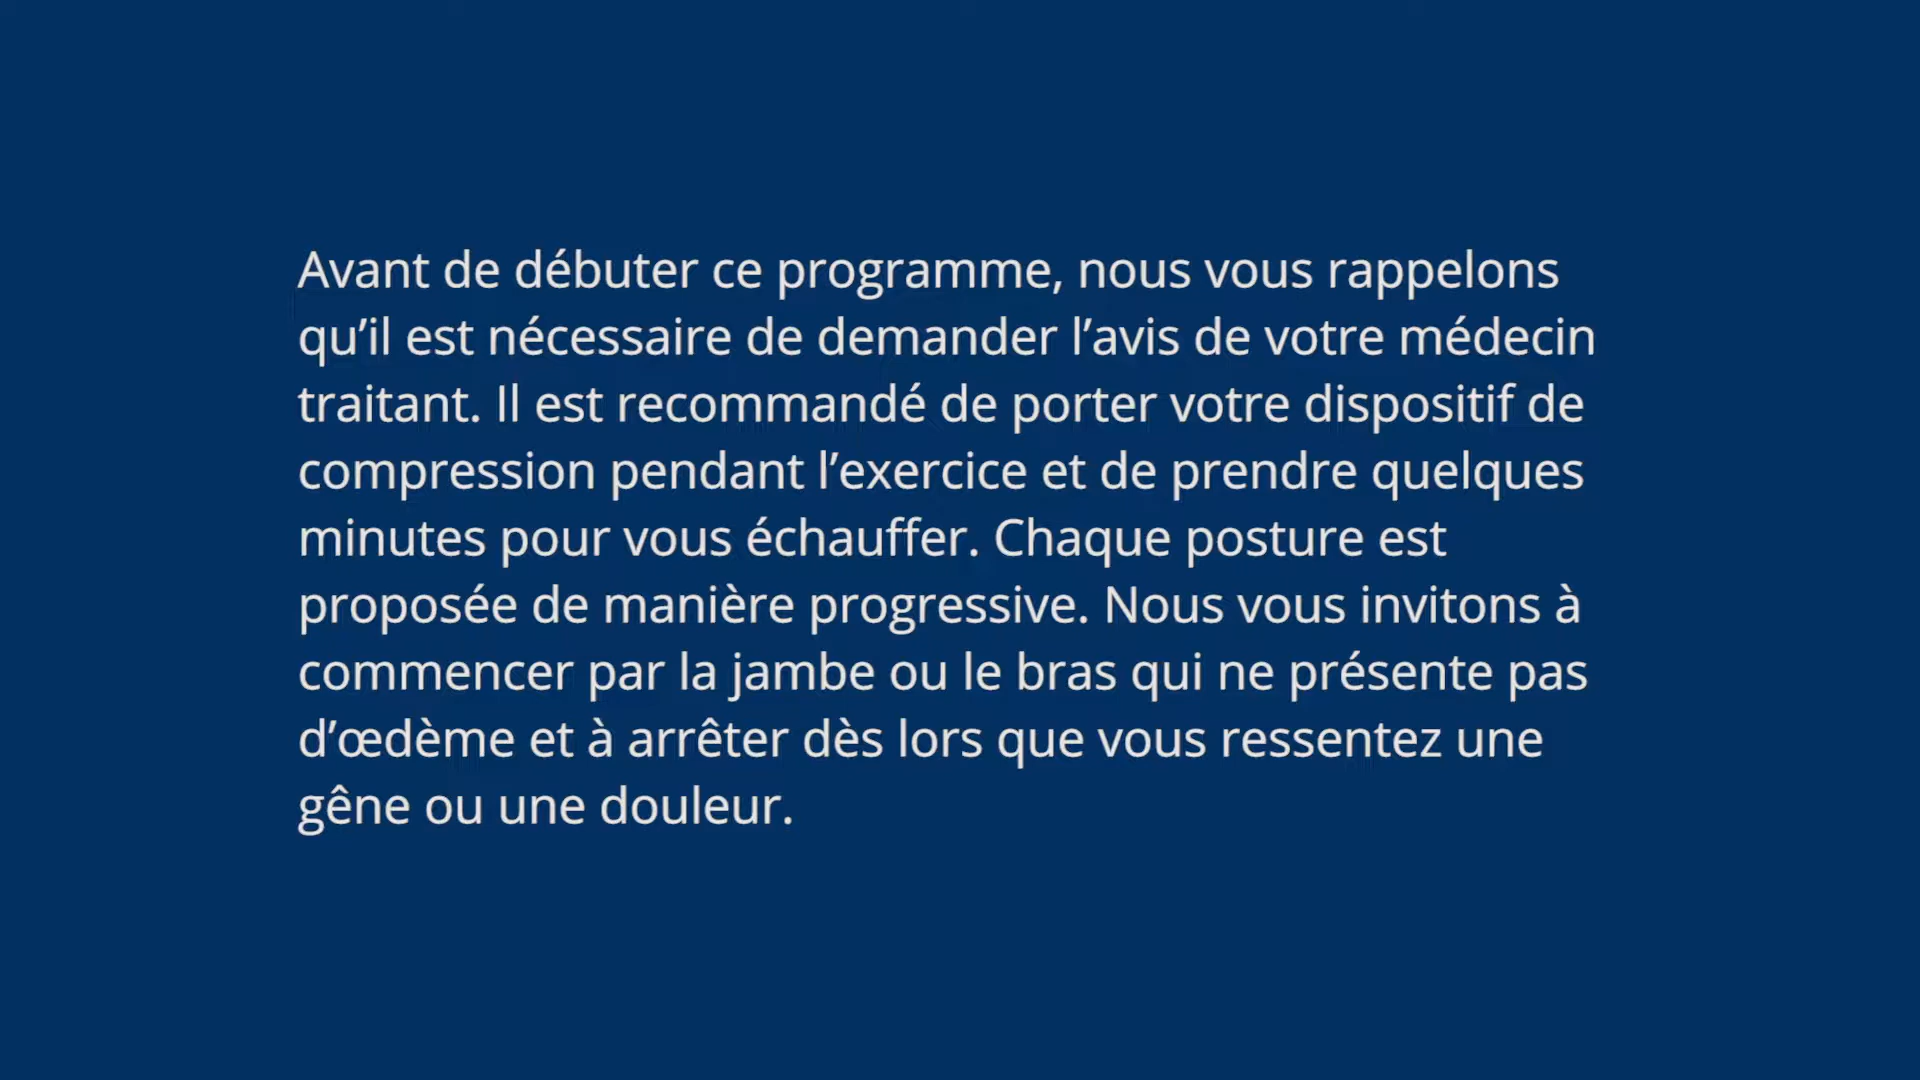 Avant de débuter ce programme, nous vous rappelons
qu’il est nécessaire de demander l’avis de votre médecin
traitant. Il est recommandé de porter votre dispositif de
compression pendant l’exercice et de prendre quelques
minutes pour vous échauffer. Chaque posture est
proposée de manière progressive. Nous vous invitons à
commencer par la jambe ou le bras qui ne présente pas
d’œdème et à arrêter dès lors que vous ressentez une
gêne ou une douleur.